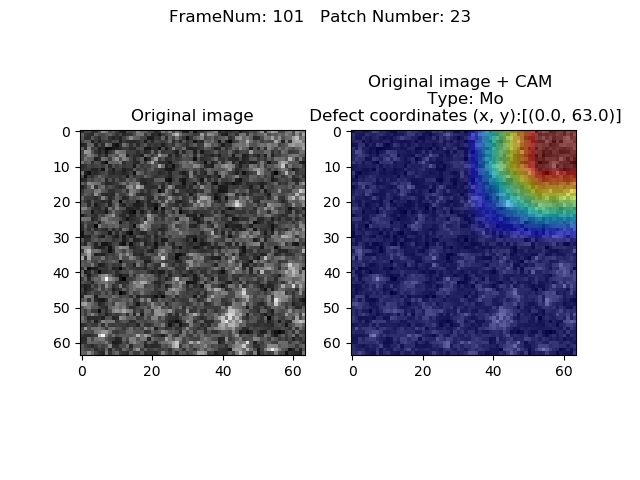 FrameNum: 101   Patch Number: 23
Original image
Original image + CAM
Type: Mo
Defect coordinates (x, y):[(0.0, 63.0)]
0
10
20
30
40
50
60
0 20 40 60
0
10
20
30
40
50
60
0 20 40 60